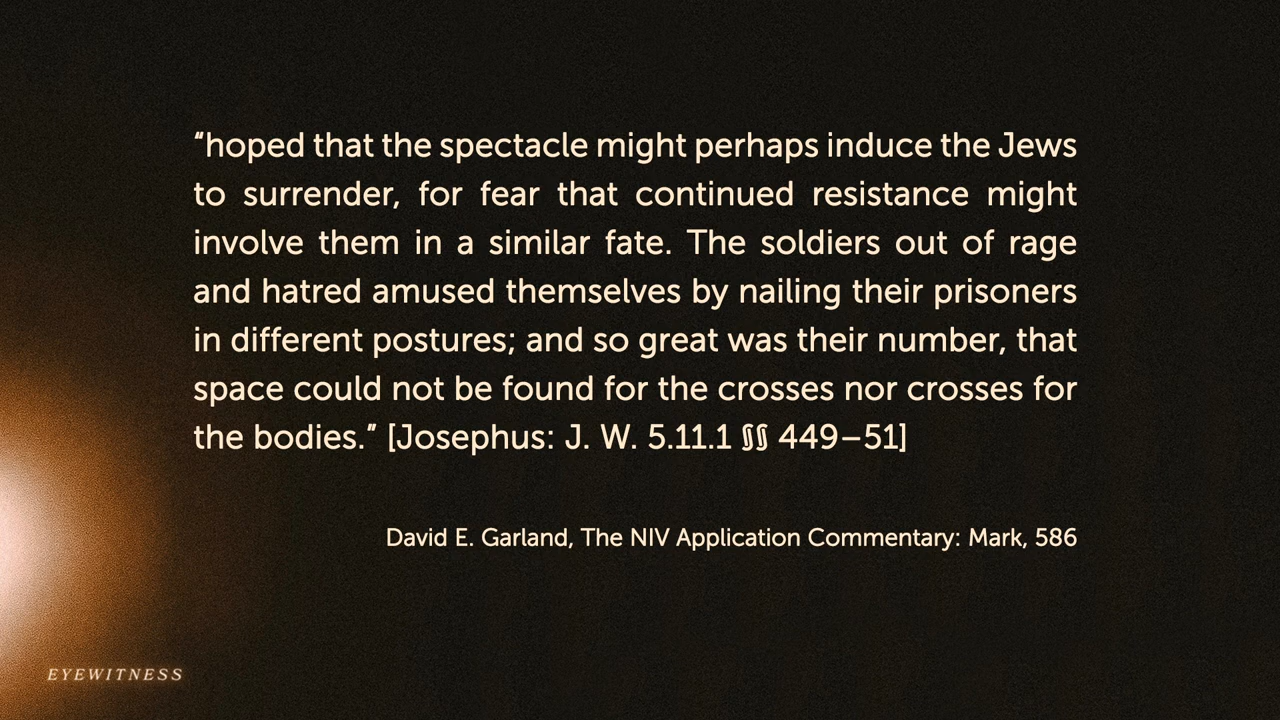 “hoped that the spectacle might perhaps induce the Jews
to surrender, for fear that continued resistance might
involve them in a similar fate. The soldiers out of rage
and hatred amused themselves by nailing their prisoners
in different postures; and so great was their number, that
space could not be found for the crosses nor crosses for
the bodies.” [Josephus: J. W. 5.11.1 §§ 449–51]
David E. Garland, The NIV Application Commentary: Mark, 586
EYEWITNESS